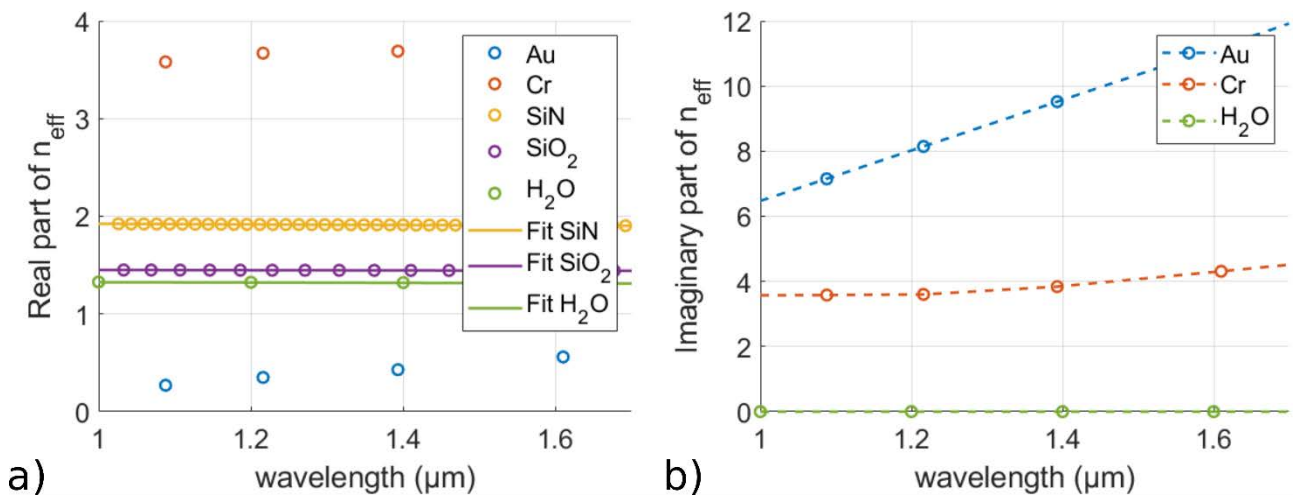 4
3
2
1
0
Real part of n_eff
1
1.2
1.4
1.6
wavelength (µm)
a)
Au
Cr
SiN
SiO₂
H₂O
Fit SiN
Fit SiO₂
Fit H₂O
12
10
8
6
4
2
0
Imaginary part of n_eff
1
1.2
1.4
1.6
wavelength (µm)
b)
Au
Cr
H₂O